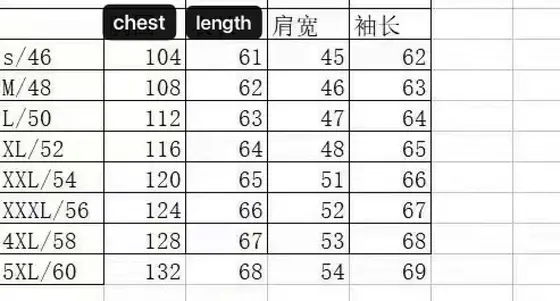 chest length 肩宽 袖长
s/46 104 61 45 62
M/48 108 62 46 63
L/50 112 63 47 64
XL/52 116 64 48 65
XXL/54 120 65 51 66
XXXL/56 124 66 52 67
4XL/58 128 67 53 68
5XL/60 132 68 54 69